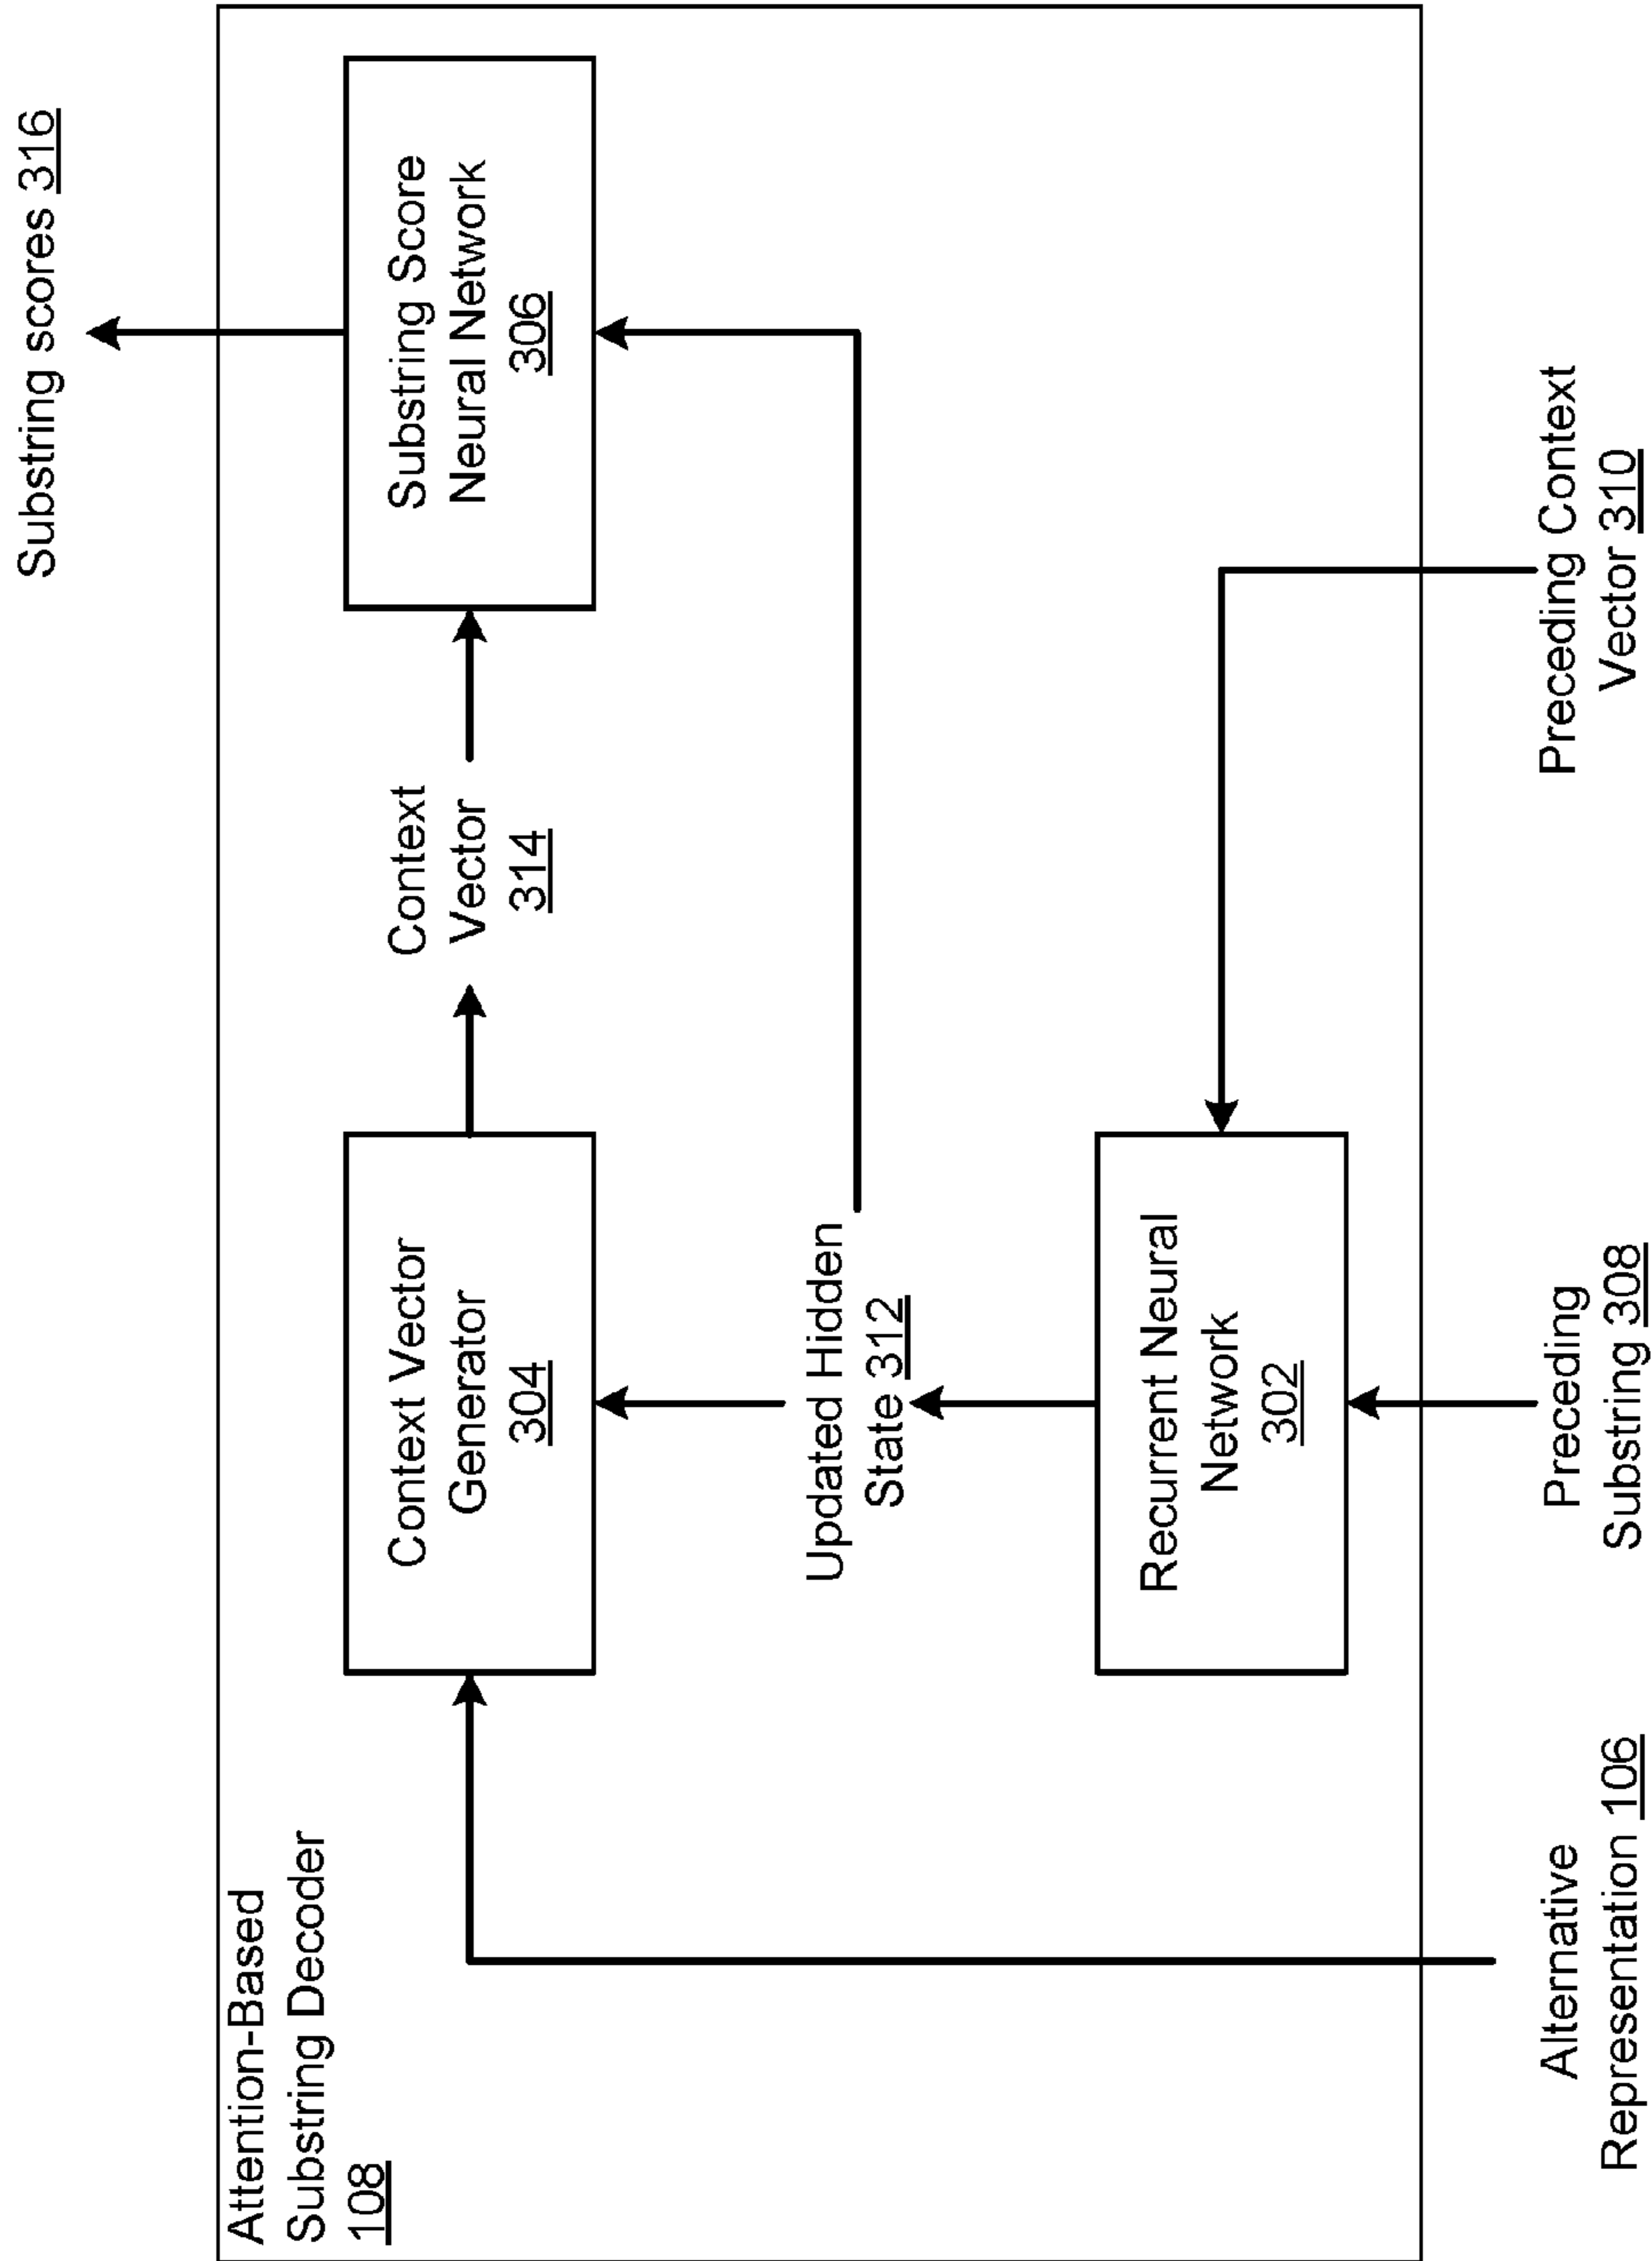 Substring scores 316
Attention-Based
Substring Decoder
108
Context Vector
Generator
304
Context
Vector
314
Substring Score
Neural Network
306
Updated Hidden
State 312
Recurrent Neural
Network
302
Alternative
Representation 106
Preceding
Substring 308
Preceding Context
Vector 310